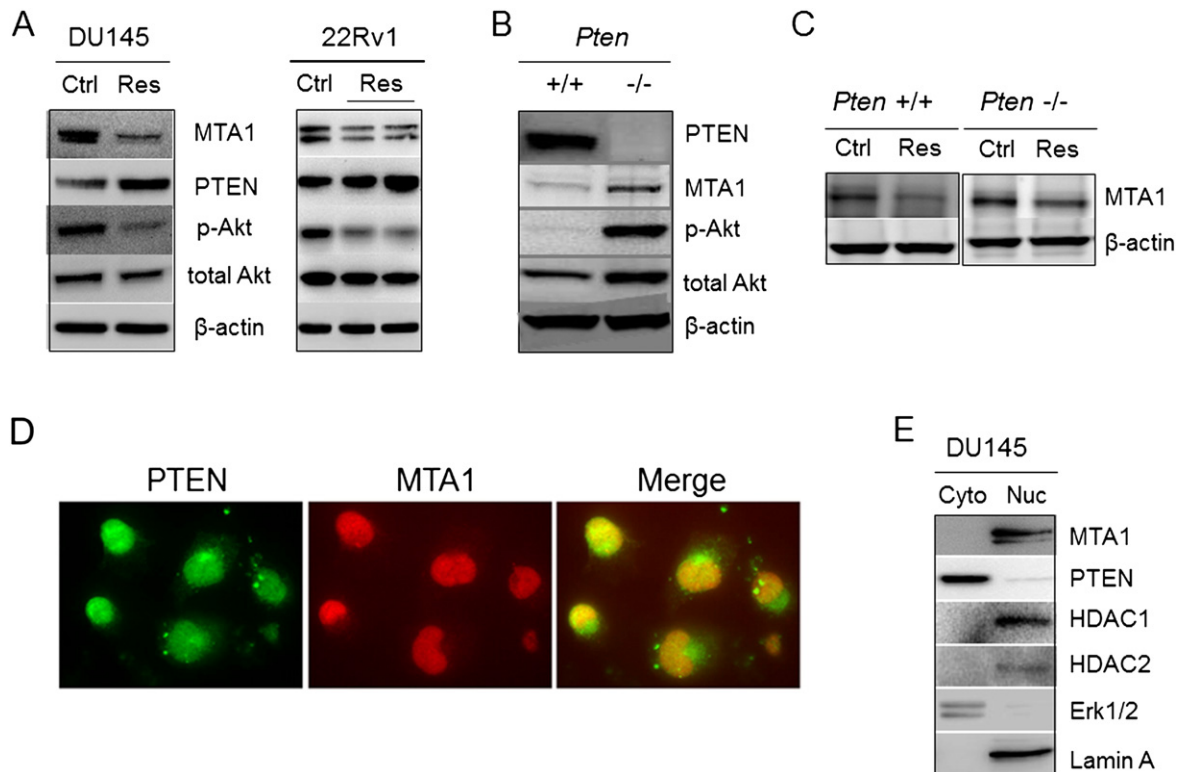 A
DU145
Ctrl Res
22Rv1
Ctrl Res
MTA1
PTEN
p-Akt
total Akt
β-actin
B
Pten
+/+ -/-
PTEN
MTA1
p-Akt
total Akt
β-actin
C
Pten +/+ Pten -/-
Ctrl Res Ctrl Res
MTA1
β-actin
D
PTEN MTA1 Merge
E
DU145
Cyto Nuc
MTA1
PTEN
HDAC1
HDAC2
Erk1/2
Lamin A